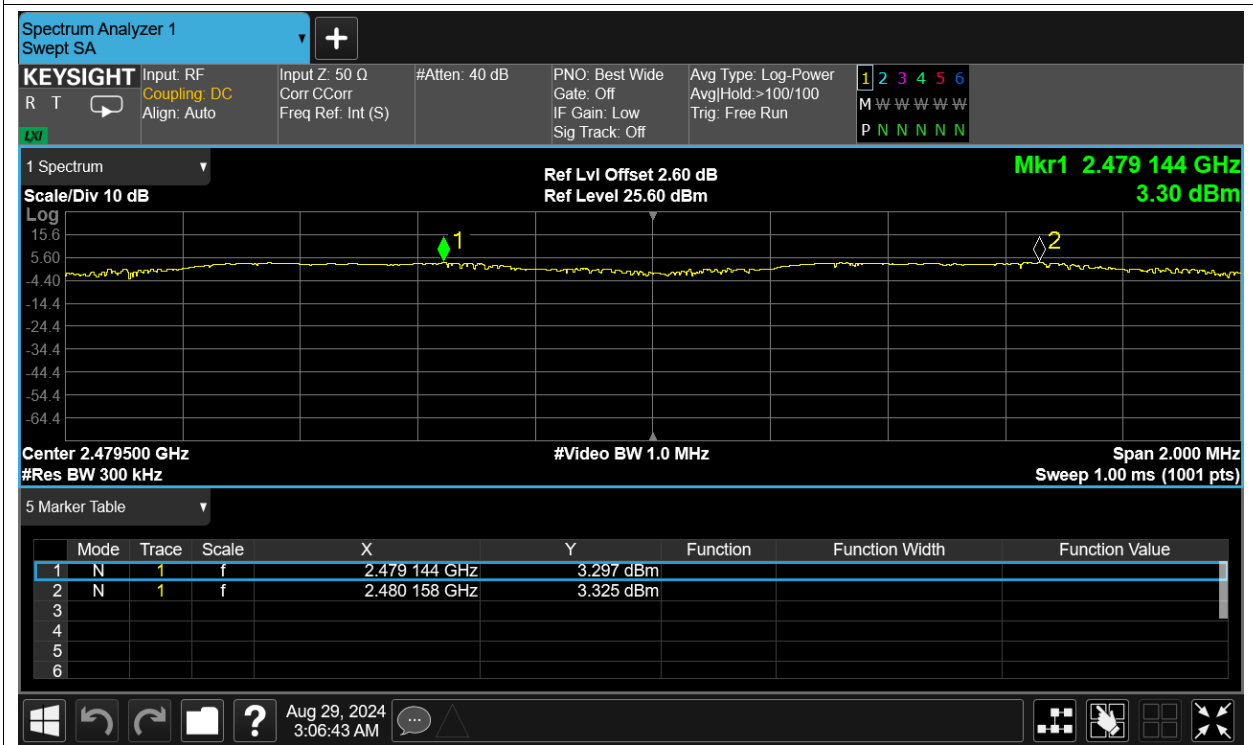 Spectrum Analyzer 1
Swept SA
KEYSIGHT
R T
LXI
Input: RF
Coupling: DC
Align: Auto
Input Z: 50 Ω
Corr CCorr
Freq Ref: Int (S)
#Atten: 40 dB
PNO: Best Wide
Gate: Off
IF Gain: Low
Sig Track: Off
Avg Type: Log-Power
Avg|Hold:>100/100
Trig: Free Run
1 2 3 4 5 6
M W W W W W
P N N N N N
1 Spectrum
Scale/Div 10 dB
Ref Lvl Offset 2.60 dB
Ref Level 25.60 dBm
Mkr1 2.479 144 GHz
3.30 dBm
Log
15.6
5.60
-4.40
-14.4
-24.4
-34.4
-44.4
-54.4
-64.4
1
2
Center 2.479500 GHz
#Video BW 1.0 MHz
Span 2.000 MHz
#Res BW 300 kHz
Sweep 1.00 ms (1001 pts)
5 Marker Table
Mode Trace Scale X Y Function Function Width Function Value
1 N 1 f 2.479 144 GHz 3.297 dBm
2 N 1 f 2.480 158 GHz 3.325 dBm
3
4
5
6
?
Aug 29, 2024
3:06:43 AM